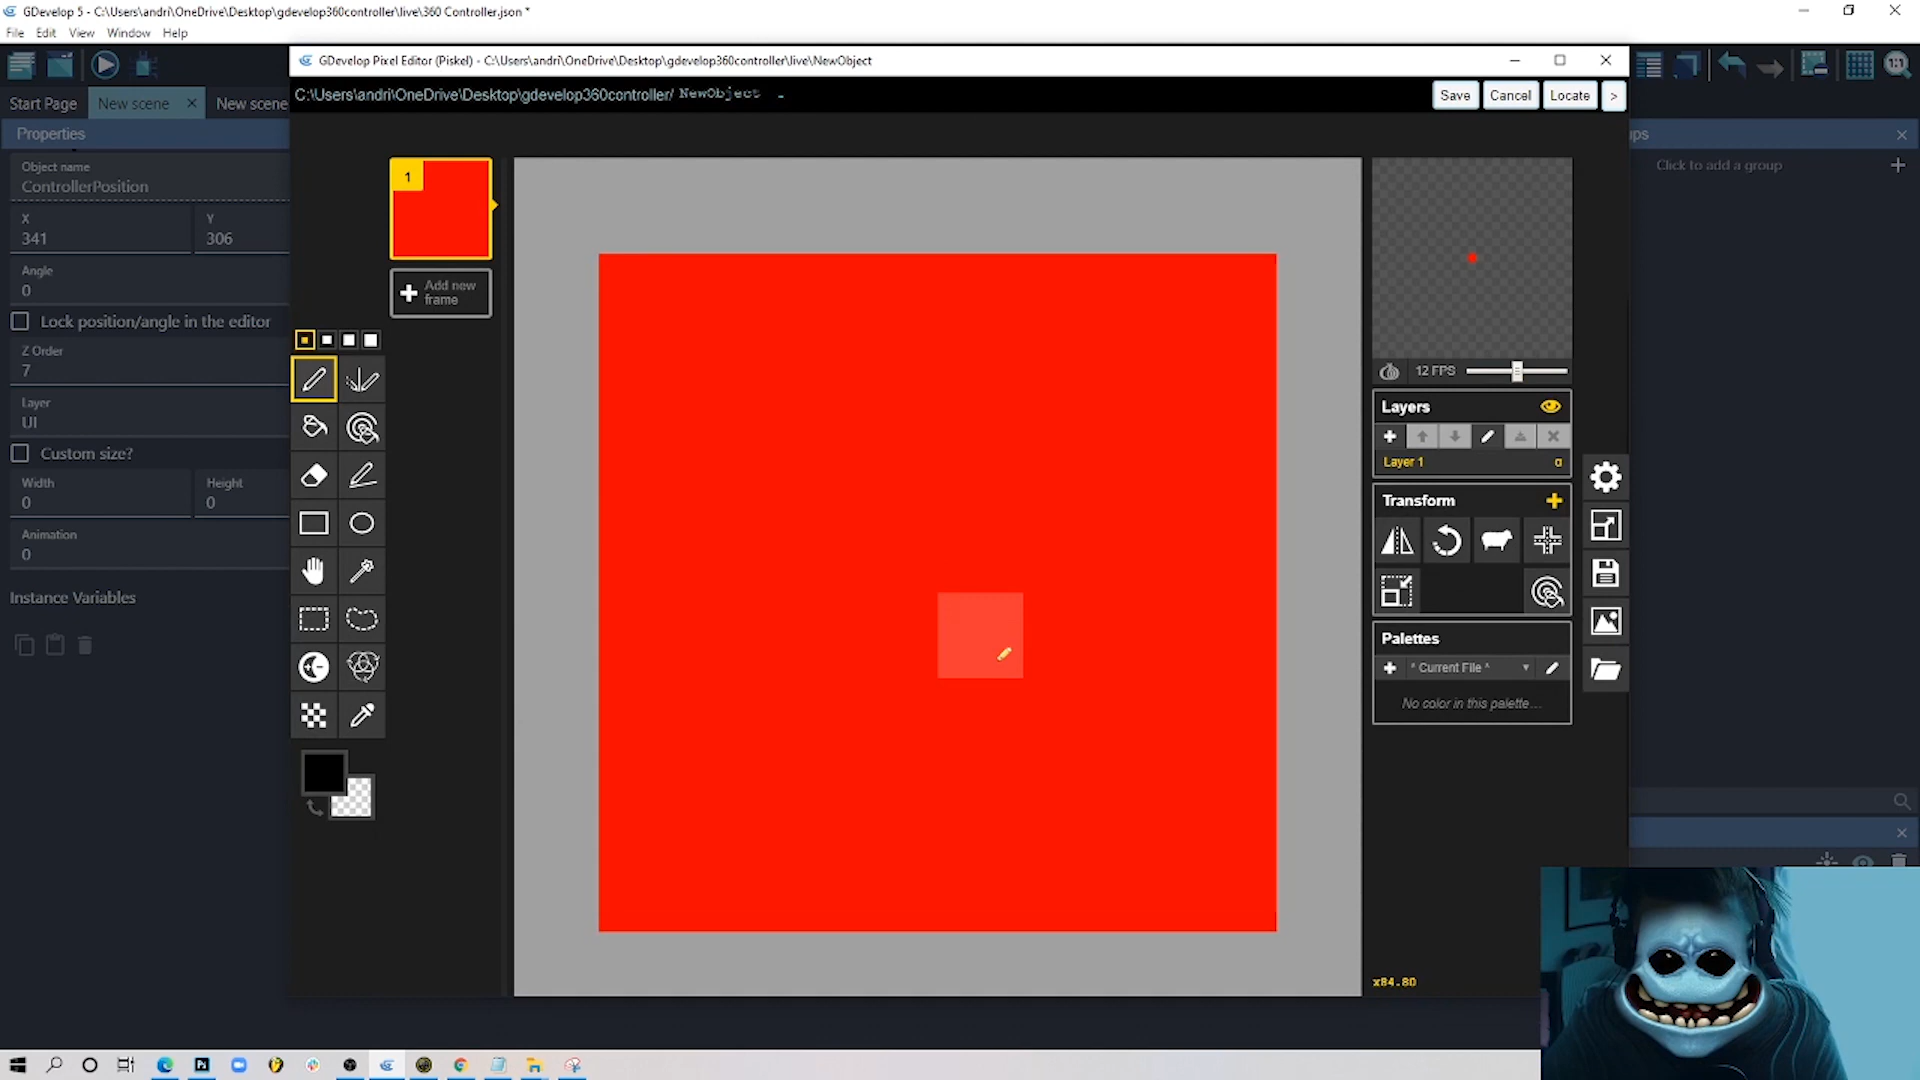 GDevelop 5 - C:\Users\andri\OneDrive\Desktop\gdevelop360controller\live\360 Controller.json *
File Edit View Window Help
GDevelop Pixel Editor (Piskel) - C:\Users\andri\OneDrive\Desktop\gdevelop360controller\live\NewObject
C:\Users\andri\OneDrive\Desktop\gdevelop360controller/ NewObject -
Save Cancel Locate >
1:1
Start Page New scene × New scene
Properties
Object name
ControllerPosition
X Y
341 306
Angle
0
Lock position/angle in the editor
Z Order
7
Layer
UI
Custom size?
Width Height
0 0
Animation
0
Instance Variables
1
Add new
frame
12 FPS
Layers
Layer 1 α
Transform
Palettes
* Current File *
No color in this palette...
x84.80
ups
Click to add a group
Ps